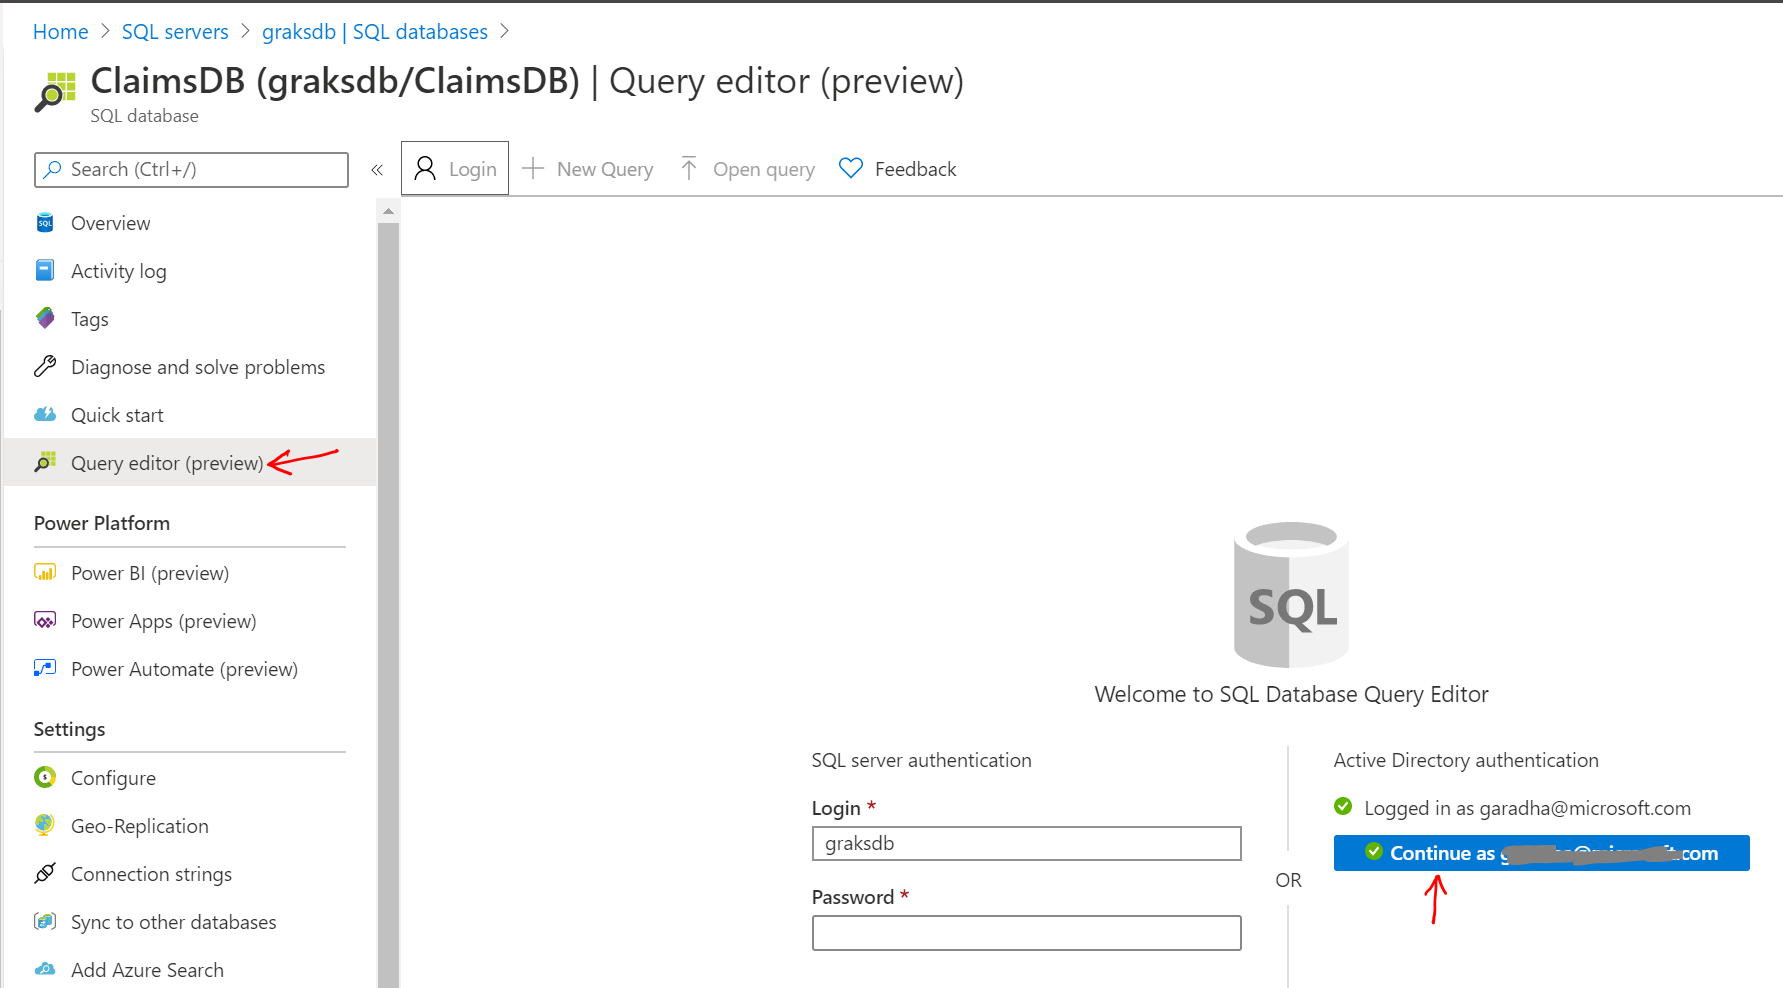 Home > SQL servers > graksdb | SQL databases >
ClaimsDB (graksdb/ClaimsDB) | Query editor (preview)
SQL database
Search (Ctrl+/)
«
Login
New Query
Open query
Feedback
SQL
Overview
Activity log
Tags
Diagnose and solve problems
Quick start
Query editor (preview)
Power Platform
Power BI (preview)
Power Apps (preview)
Power Automate (preview)
Settings
Configure
Geo-Replication
Connection strings
Sync to other databases
Add Azure Search
SQL
Welcome to SQL Database Query Editor
SQL server authentication
Login *
graksdb
Password *
OR
Active Directory authentication
Logged in as garadha@microsoft.com
Continue as